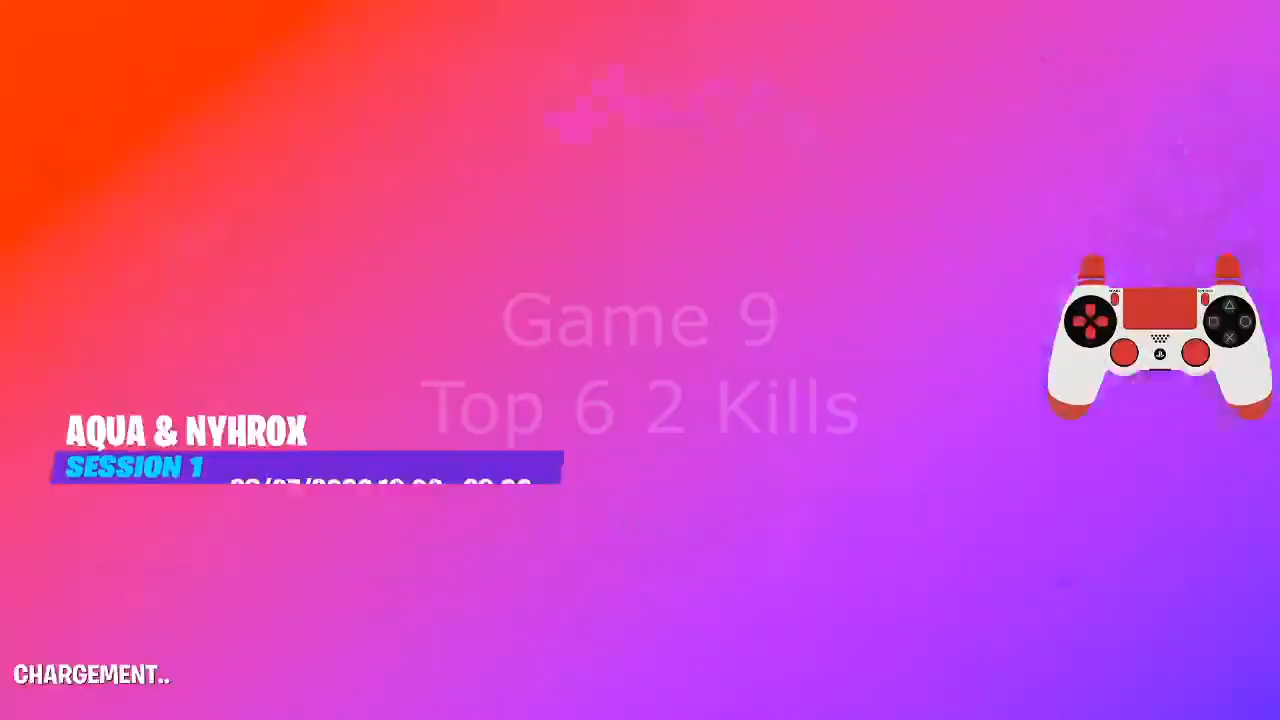 Game 9
Top 6 2 Kills
AQUA & NYHROX
SESSION 1
CHARGEMENT..